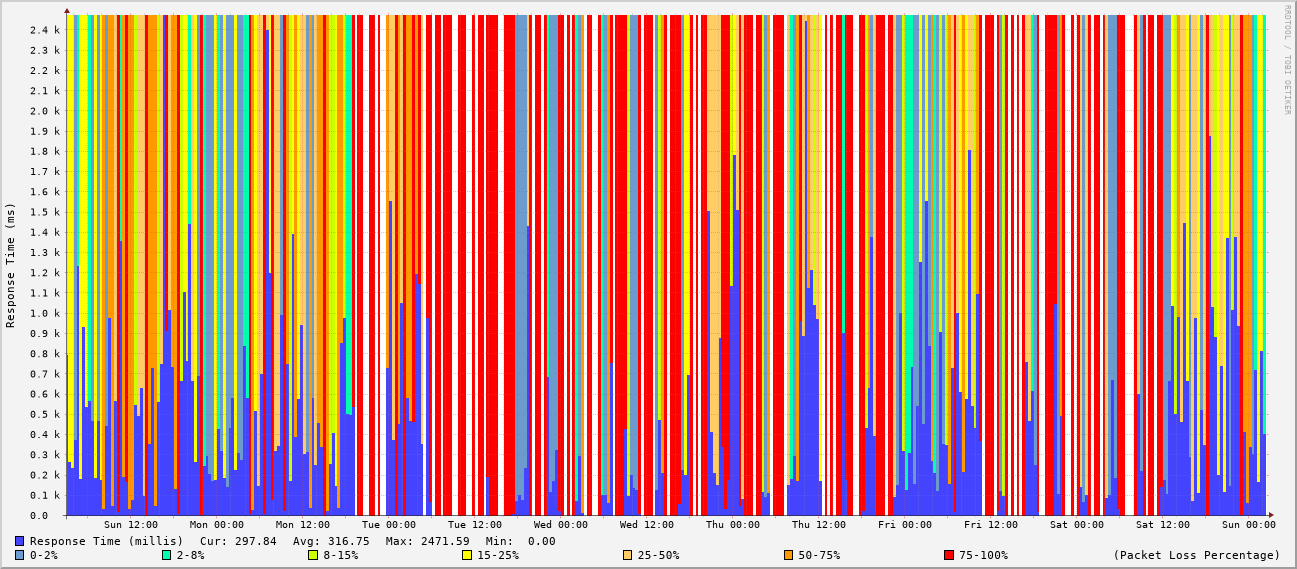 RRDTOOL / TOBI OETIKER
Response Time (ms)
2.4 k
2.3 k
2.2 k
2.1 k
2.0 k
1.9 k
1.8 k
1.7 k
1.6 k
1.5 k
1.4 k
1.3 k
1.2 k
1.1 k
1.0 k
0.9 k
0.8 k
0.7 k
0.6 k
0.5 k
0.4 k
0.3 k
0.2 k
0.1 k
0.0
Sun 12:00 Mon 00:00 Mon 12:00 Tue 00:00 Tue 12:00 Wed 00:00 Wed 12:00 Thu 00:00 Thu 12:00 Fri 00:00 Fri 12:00 Sat 00:00 Sat 12:00 Sun 00:00
Response Time (millis) Cur: 297.84 Avg: 316.75 Max: 2471.59 Min: 0.00
0-2% 2-8% 8-15% 15-25% 25-50% 50-75% 75-100% (Packet Loss Percentage)